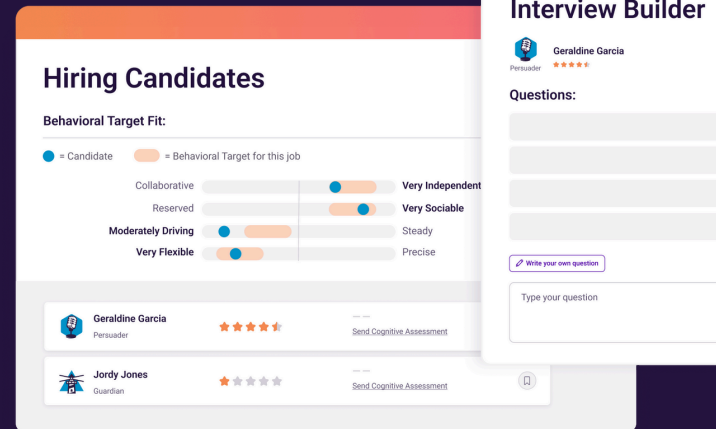 Hiring Candidates
Behavioral Target Fit:
= Candidate
= Behavioral Target for this job
Collaborative
Very Independent
Reserved
Very Sociable
Moderately Driving
Steady
Very Flexible
Precise
Geraldine Garcia
Persuader
Send Cognitive Assessment
Jordy Jones
Guardian
Send Cognitive Assessment
Interview Builder
Geraldine Garcia
Persuader
Questions:
Write your own question
Type your question